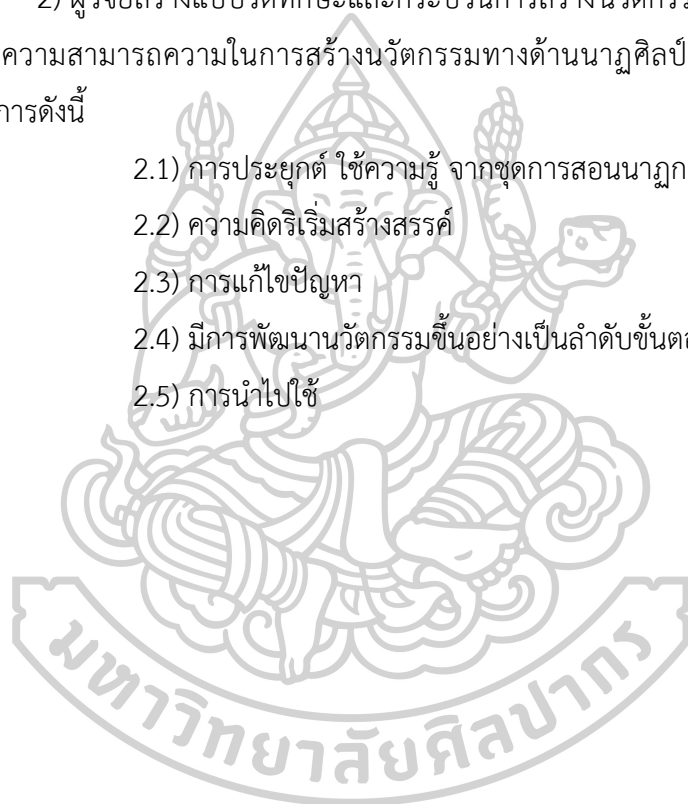 2) ผู้วิจัยสร้างแบบวัดทักษะและกระบวนการสร้างนวัตกรร
ความสามารถความในการสร้างนวัตกรรมทางด้านนาฏศิลป์
การดังนี้
2.1) การประยุกต์ ใช้ความรู้ จากชุดการสอนนาฏก
2.2) ความคิดริเริ่มสร้างสรรค์
2.3) การแก้ไขปัญหา
2.4) มีการพัฒนานวัตกรรมขึ้นอย่างเป็นลำดับขั้นตอ
2.5) การนำไปใช้
มหาวิทยาลัยศิลปากร